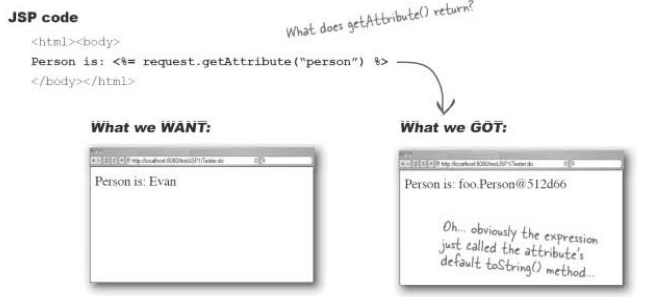 JSP code
What does getAttribute() return?
<html><body>
Person is: <%= request.getAttribute("person") %>
</body></html>
What we WANT:
What we GOT:
Person is: Evan
Person is: foo.Person@512d66
Oh... obviously the expression
just called the attribute's
default toString() method...